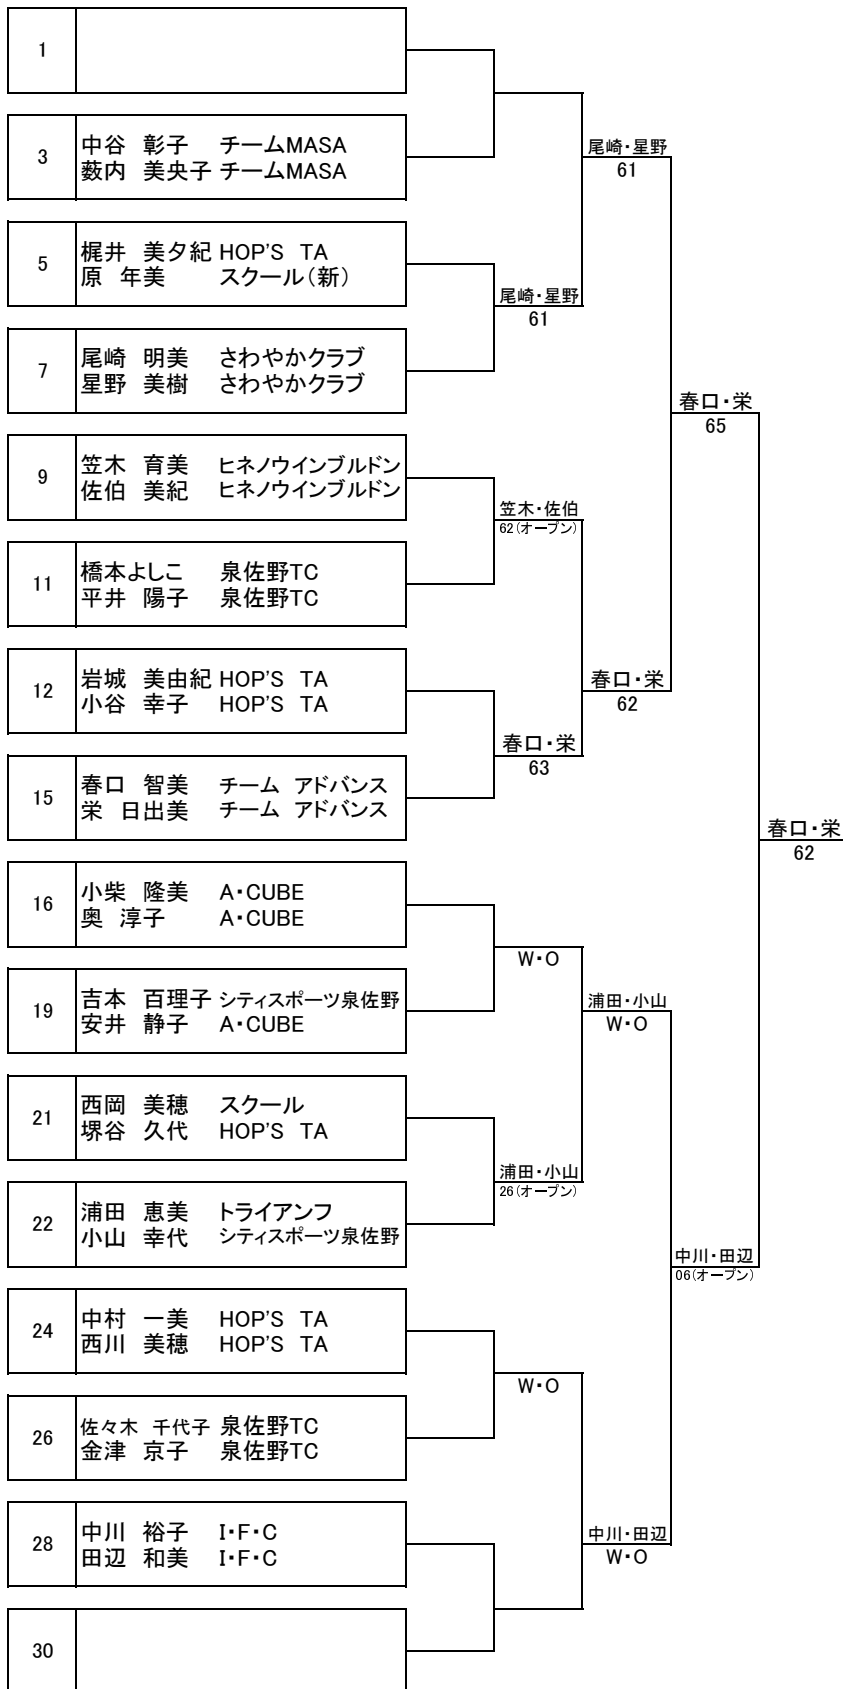 1
3
中谷 彰子 チームMASA
薮内 美央子 チームMASA
尾崎・星野
61
5
梶井 美夕紀 HOP'S TA
原 年美 スクール(新)
尾崎・星野
61
7
尾崎 明美 さわやかクラブ
星野 美樹 さわやかクラブ
春口・栄
65
9
笠木 育美 ヒネノウインブルドン
佐伯 美紀 ヒネノウインブルドン
笠木・佐伯
62(オープン)
11
橋本よしこ 泉佐野TC
平井 陽子 泉佐野TC
12
岩城 美由紀 HOP'S TA
小谷 幸子 HOP'S TA
春口・栄
62
春口・栄
63
15
春口 智美 チーム アドバンス
栄 日出美 チーム アドバンス
春口・栄
62
16
小柴 隆美 A・CUBE
奥 淳子 A・CUBE
W・O
19
吉本 百理子 シティスポーツ泉佐野
安井 静子 A・CUBE
浦田・小山
W・O
21
西岡 美穂 スクール
堺谷 久代 HOP'S TA
浦田・小山
26(オープン)
22
浦田 恵美 トライアンフ
小山 幸代 シティスポーツ泉佐野
中川・田辺
06(オープン)
24
中村 一美 HOP'S TA
西川 美穂 HOP'S TA
W・O
26
佐々木 千代子 泉佐野TC
金津 京子 泉佐野TC
28
中川 裕子 I・F・C
田辺 和美 I・F・C
中川・田辺
W・O
30